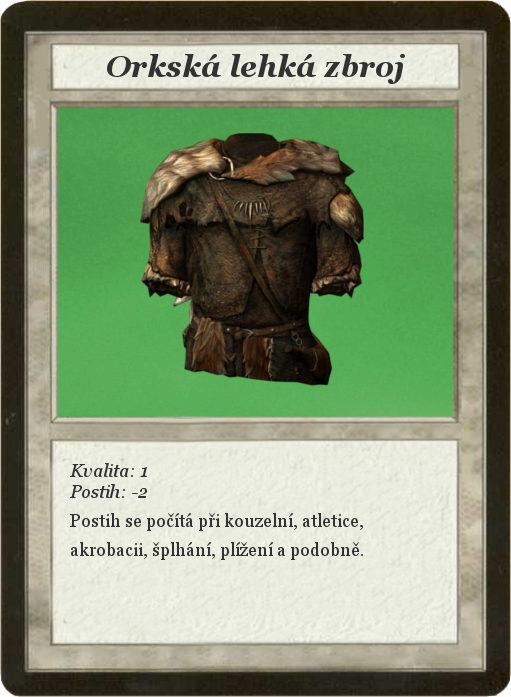 Orkská lehká zbroj
Kvalita: 1
Postih: -2
Postih se počítá při kouzelní, atletice,
akrobacii, šplhání, plížení a podobně.